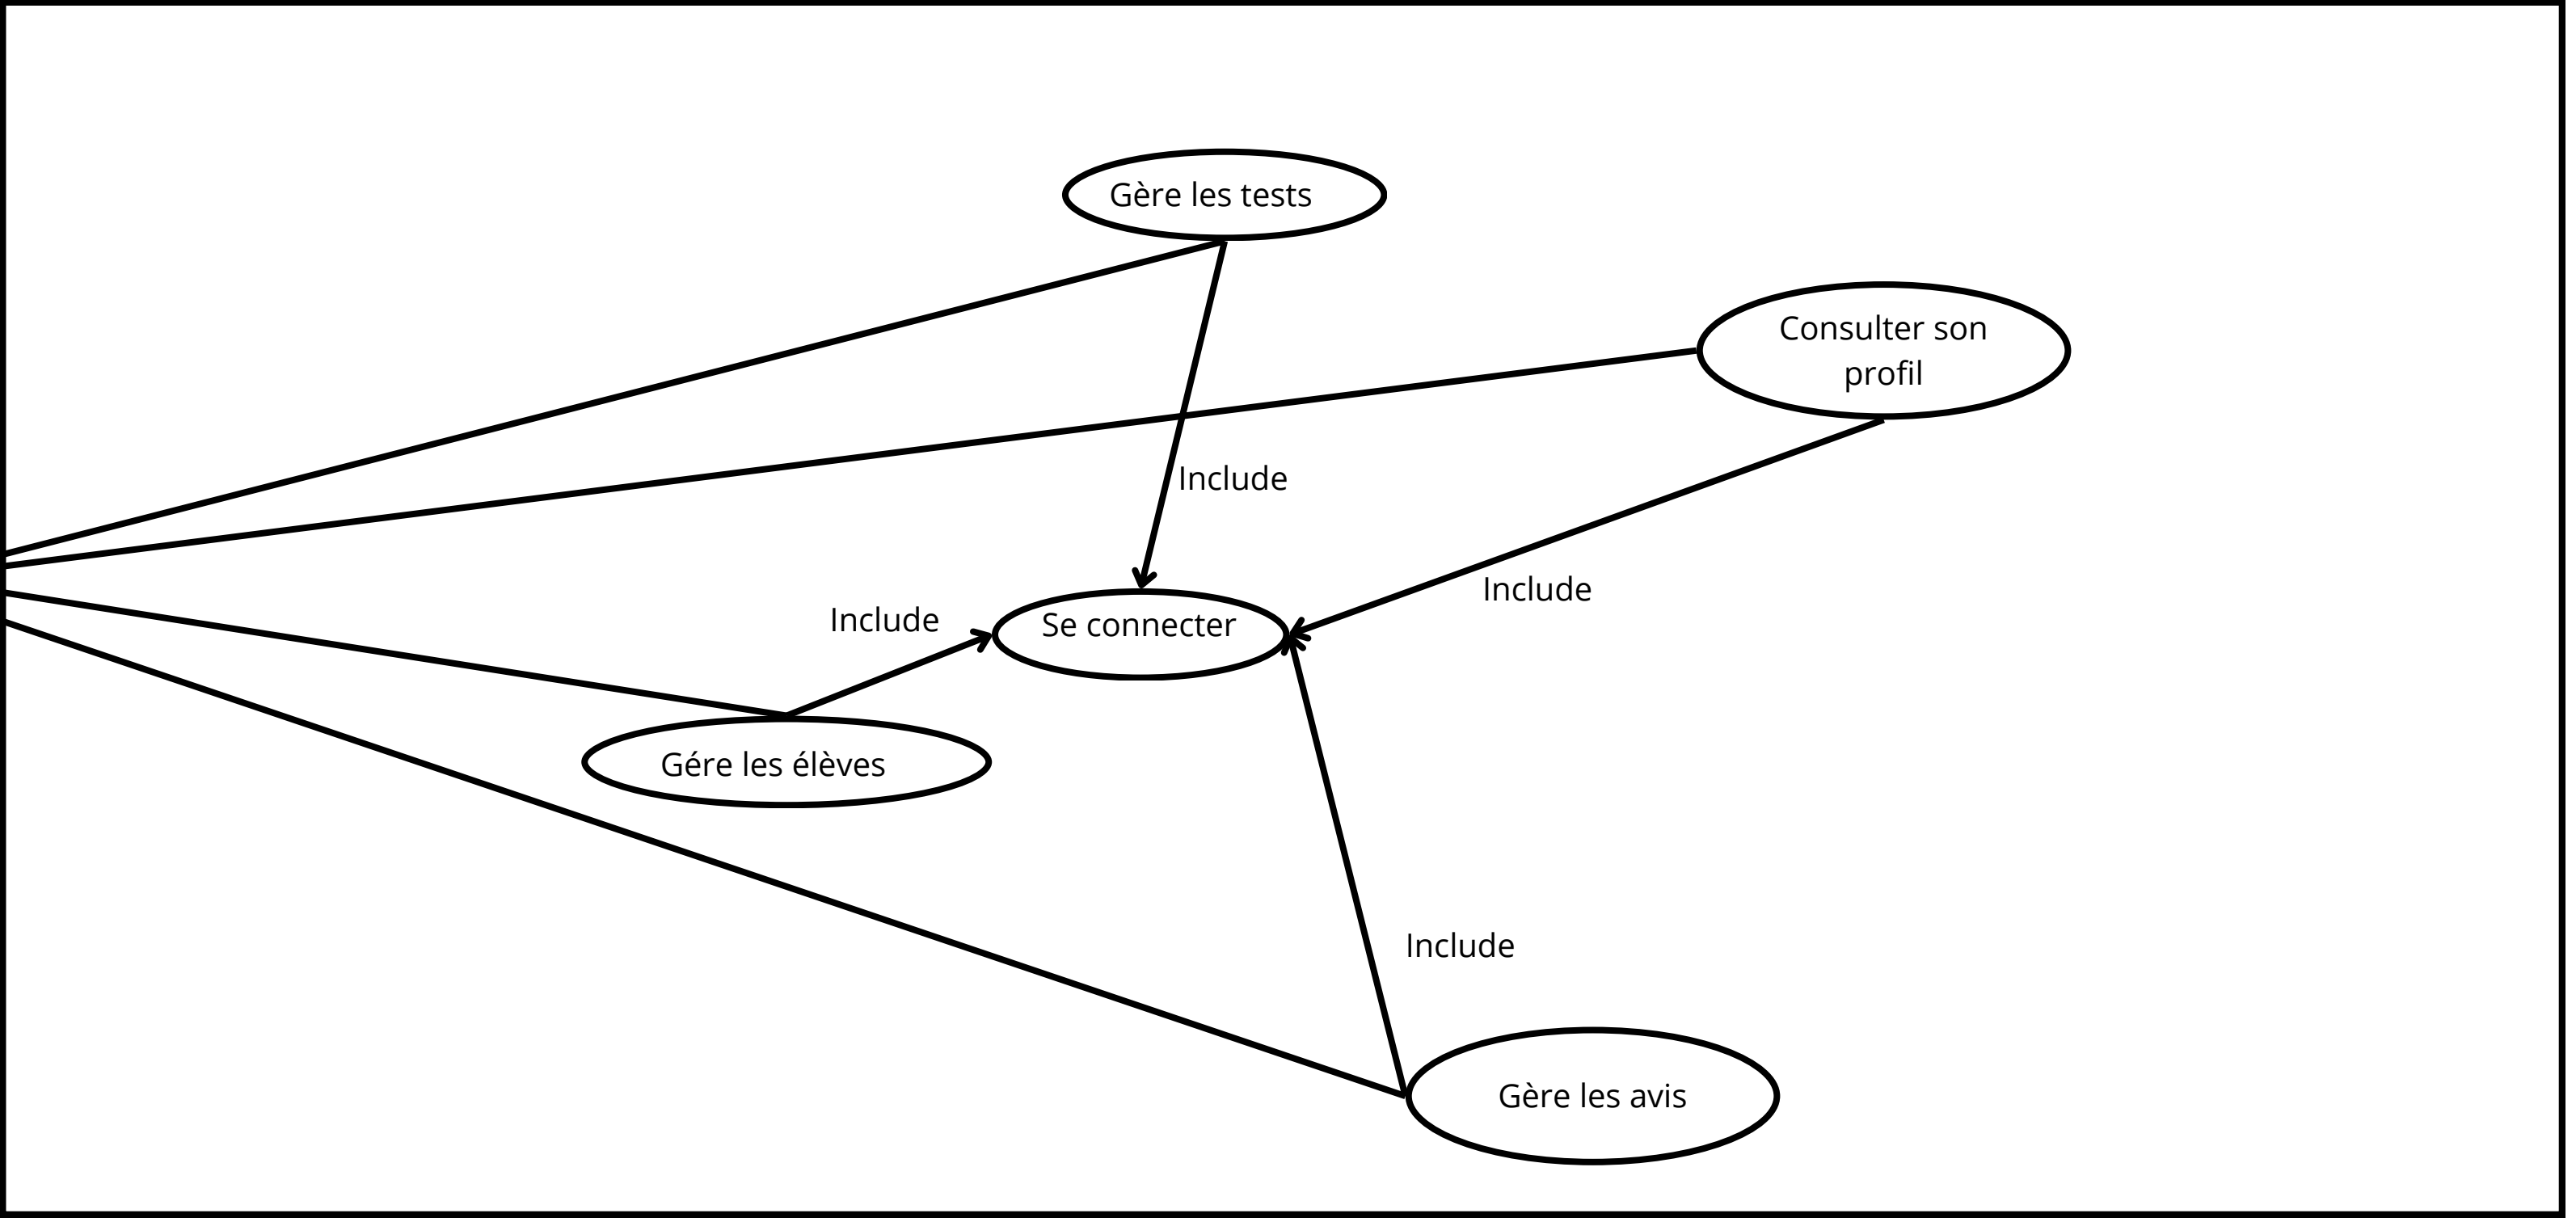 Gère les tests
Consulter son
profil
Include
Include
Include
Se connecter
Gére les élèves
Include
Gère les avis